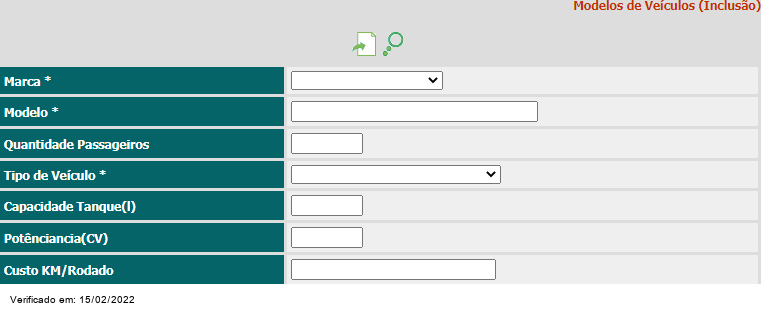 Modelos de Veículos (Inclusão)
Marca *
Modelo *
Quantidade Passageiros
Tipo de Veículo *
Capacidade Tanque(l)
Potênciancia(CV)
Custo KM/Rodado
Verificado em: 15/02/2022